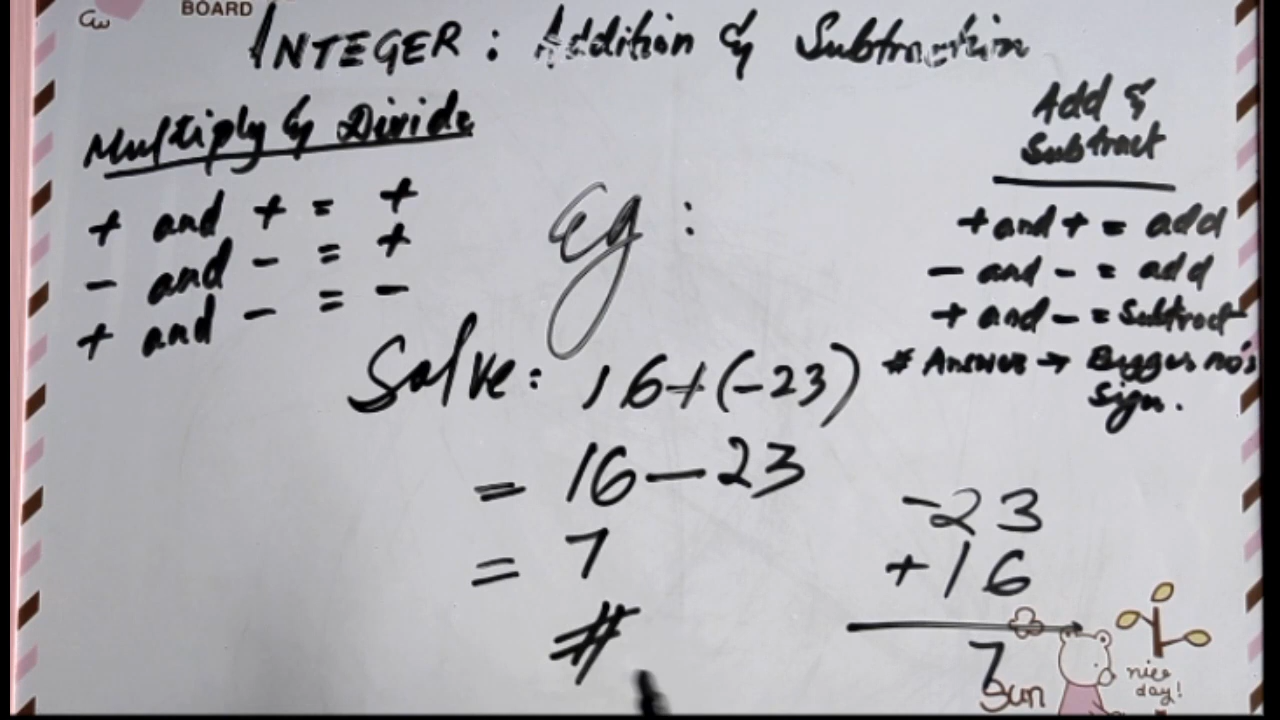 BOARD
INTEGER: Addition & Subtraction
Multiply & Divide
+ and + = +
- and - = +
+ and - = -
Add &
Subtract
+ and + = add
- and - = add
+ and - = Subtract
# Answer → Bigger no's
sign.
Eg:
Solve: 16+(-23)
= 16-23
= 7
#
-23
+16
7
sun
nice
day!